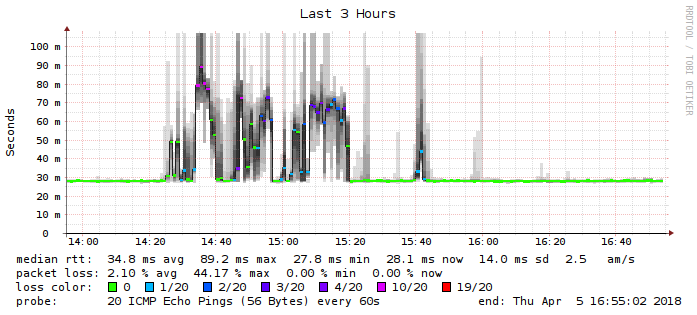 Last 3 Hours
RRDTOOL / TOBI OETIKER
Seconds
100 m
90 m
80 m
70 m
60 m
50 m
40 m
30 m
20 m
10 m
0
14:00 14:20 14:40 15:00 15:20 15:40 16:00 16:20 16:40
median rtt: 34.8 ms avg 89.2 ms max 27.8 ms min 28.1 ms now 14.0 ms sd 2.5 am/s
packet loss: 2.10 % avg 44.17 % max 0.00 % min 0.00 % now
loss color: 0 1/20 2/20 3/20 4/20 10/20 19/20
probe: 20 ICMP Echo Pings (56 Bytes) every 60s end: Thu Apr 5 16:55:02 2018